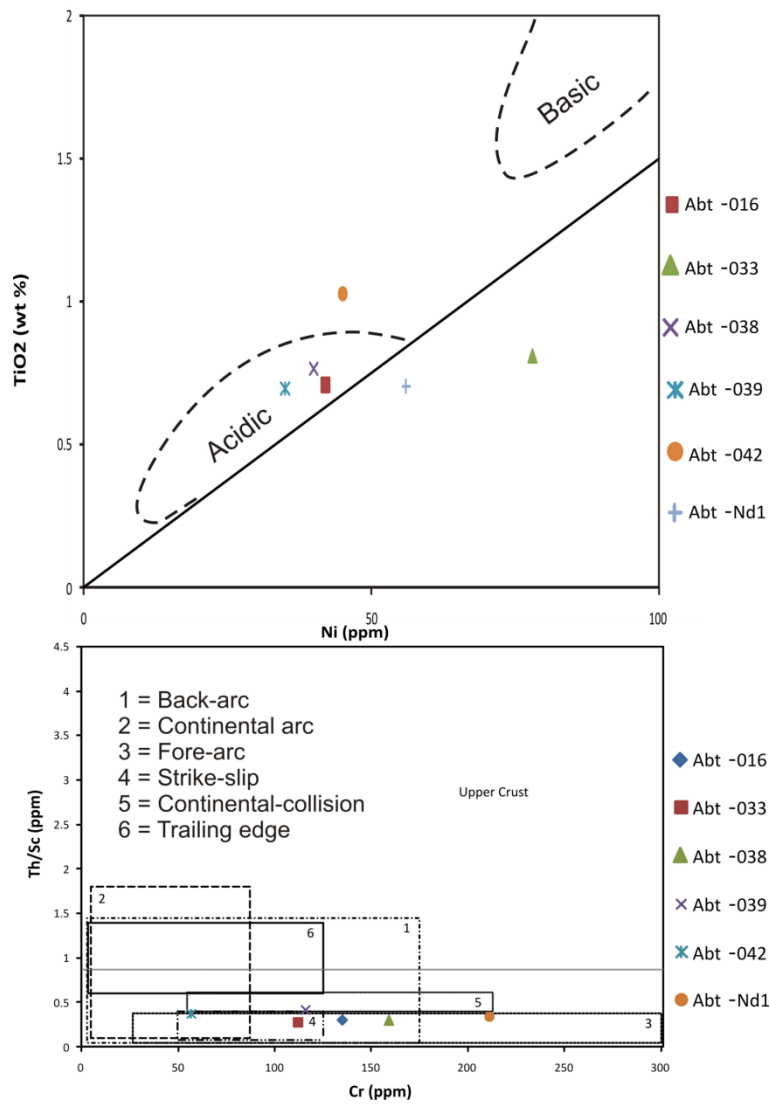 2
1.5
1
0.5
0
TiO2 (wt %)
Basic
Acidic
0
50
100
Ni (ppm)
Abt -016
Abt -033
Abt -038
Abt -039
Abt -042
Abt -Nd1
4.5
4
3.5
3
2.5
2
1.5
1
0.5
0
Th/Sc (ppm)
1 = Back-arc
2 = Continental arc
3 = Fore-arc
4 = Strike-slip
5 = Continental-collision
6 = Trailing edge
Upper Crust
2
6
1
5
4
3
0
50
100
150
200
250
300
Cr (ppm)
Abt -016
Abt -033
Abt -038
Abt -039
Abt -042
Abt -Nd1